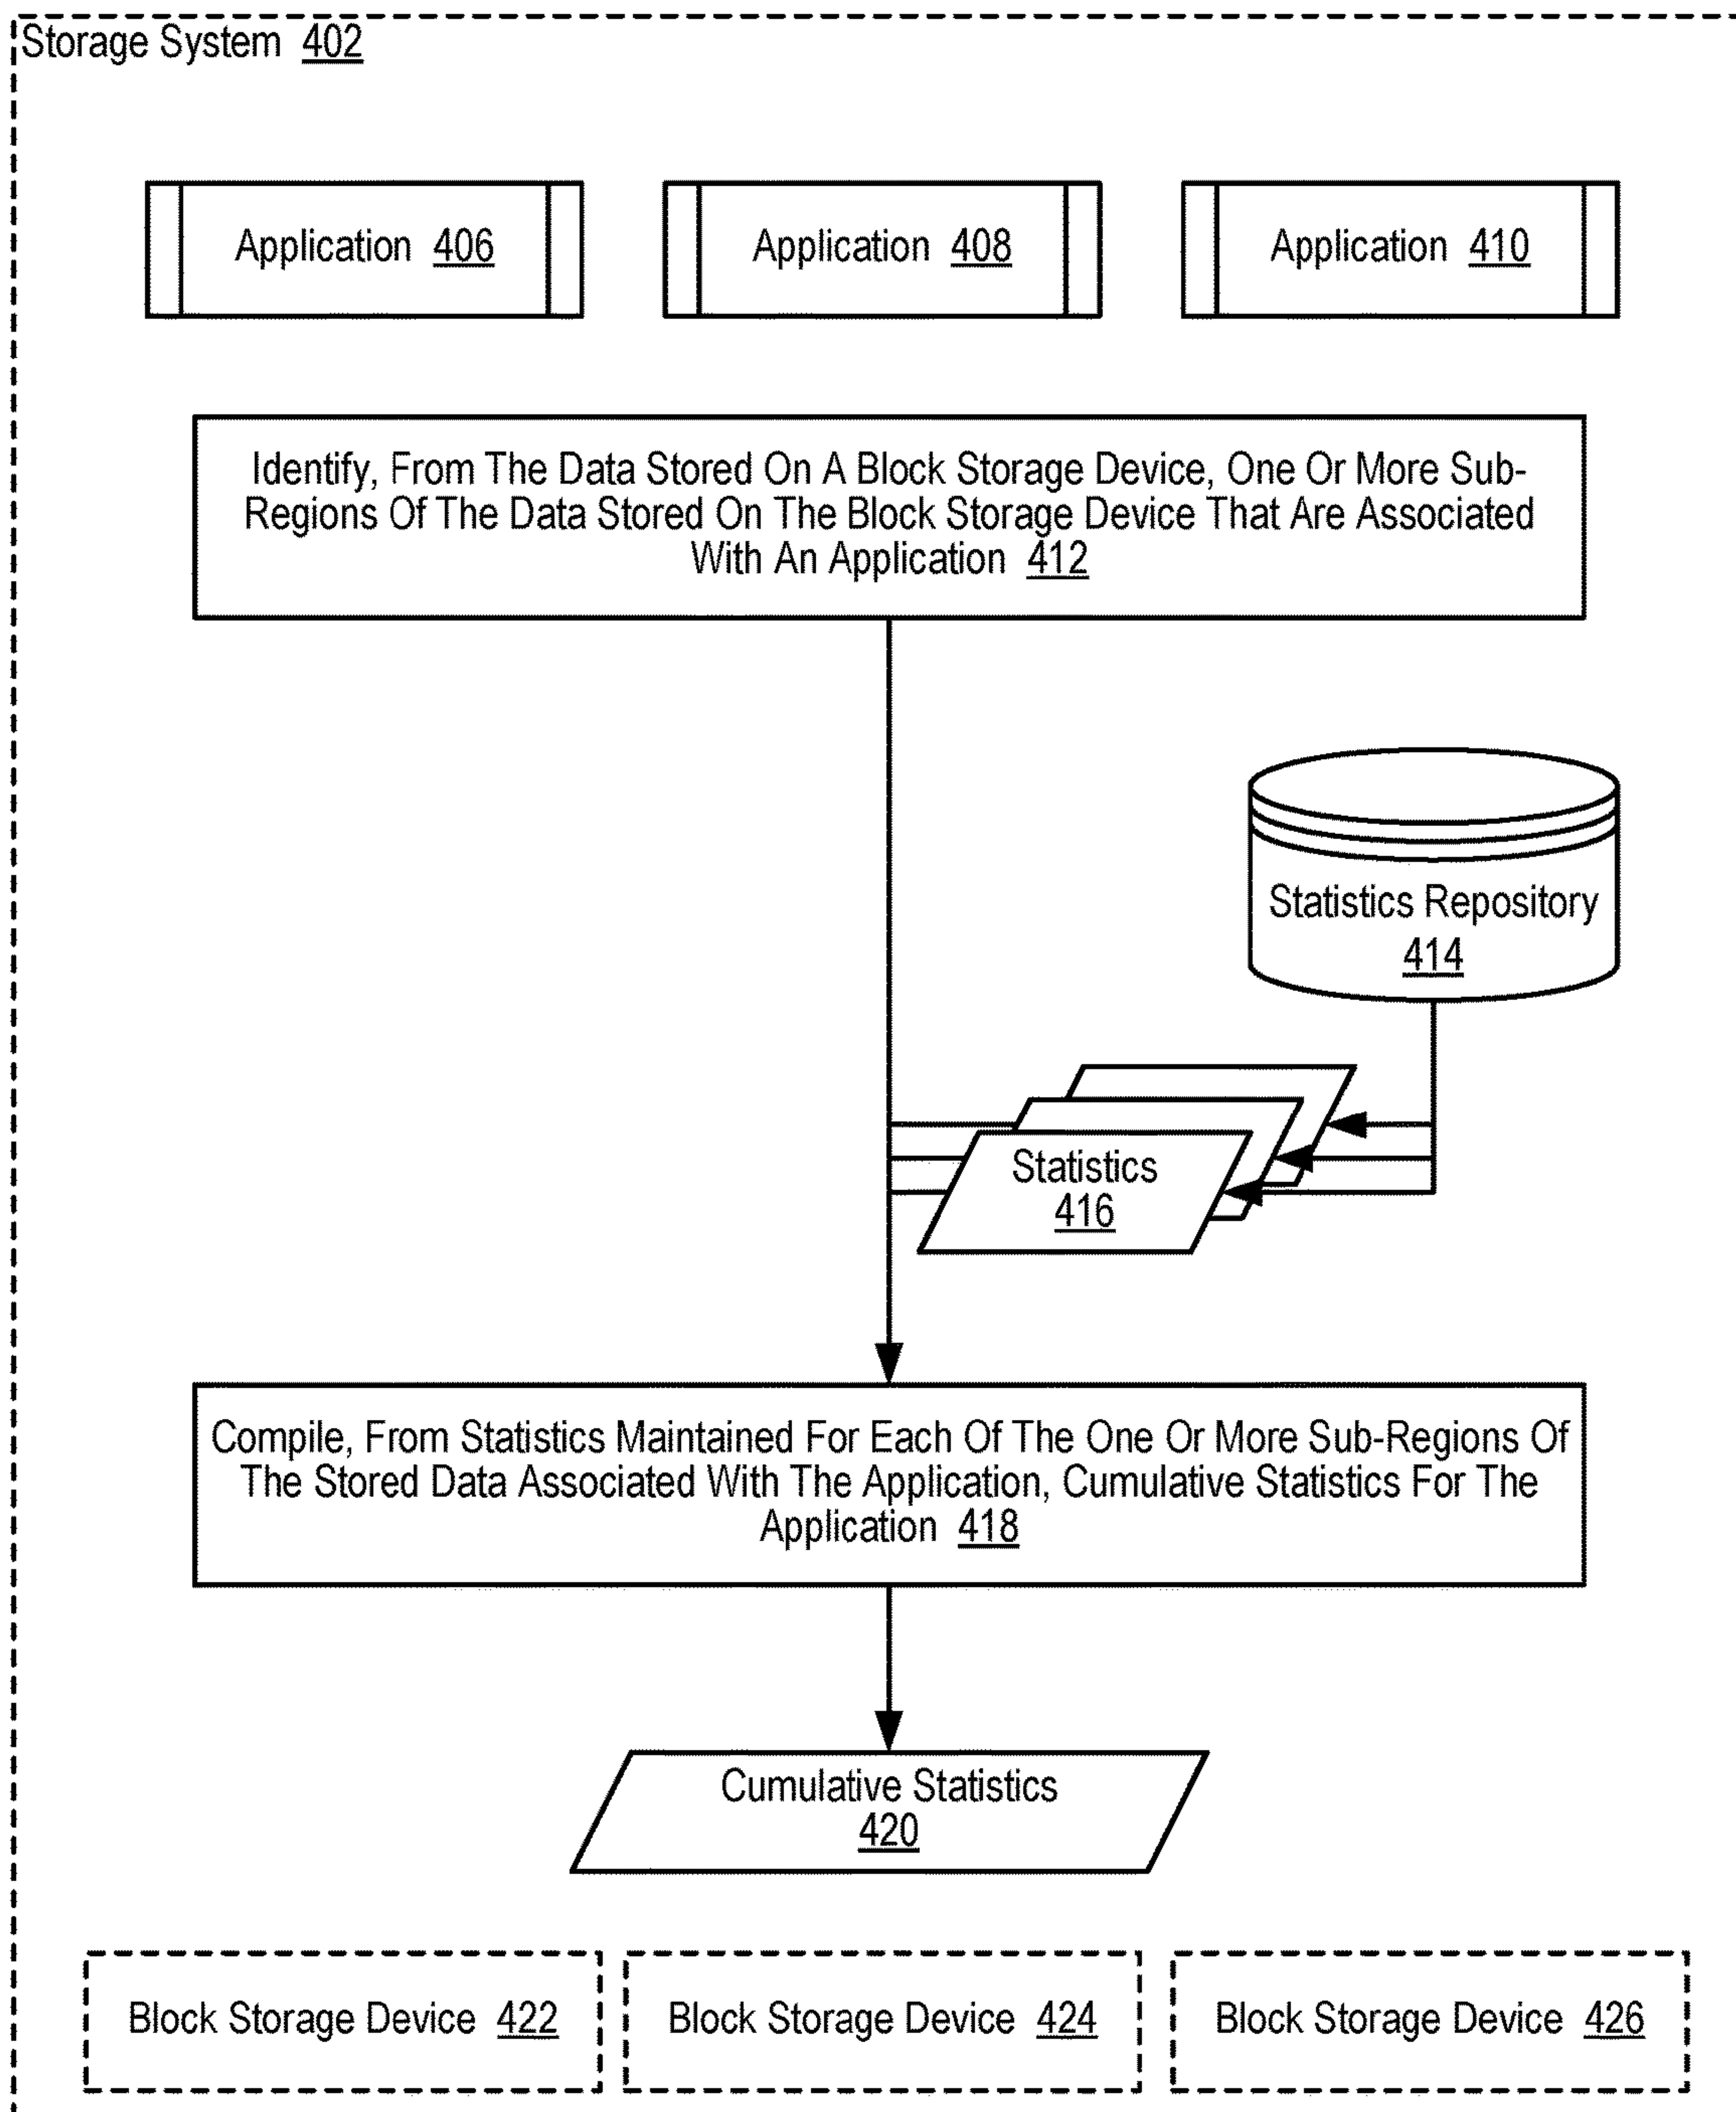 Storage System 402
Application 406
Application 408
Application 410
Identify, From The Data Stored On A Block Storage Device, One Or More Sub-
Regions Of The Data Stored On The Block Storage Device That Are Associated
With An Application 412
Statistics Repository
414
Statistics
416
Compile, From Statistics Maintained For Each Of The One Or More Sub-Regions Of
The Stored Data Associated With The Application, Cumulative Statistics For The
Application 418
Cumulative Statistics
420
Block Storage Device 422
Block Storage Device 424
Block Storage Device 426